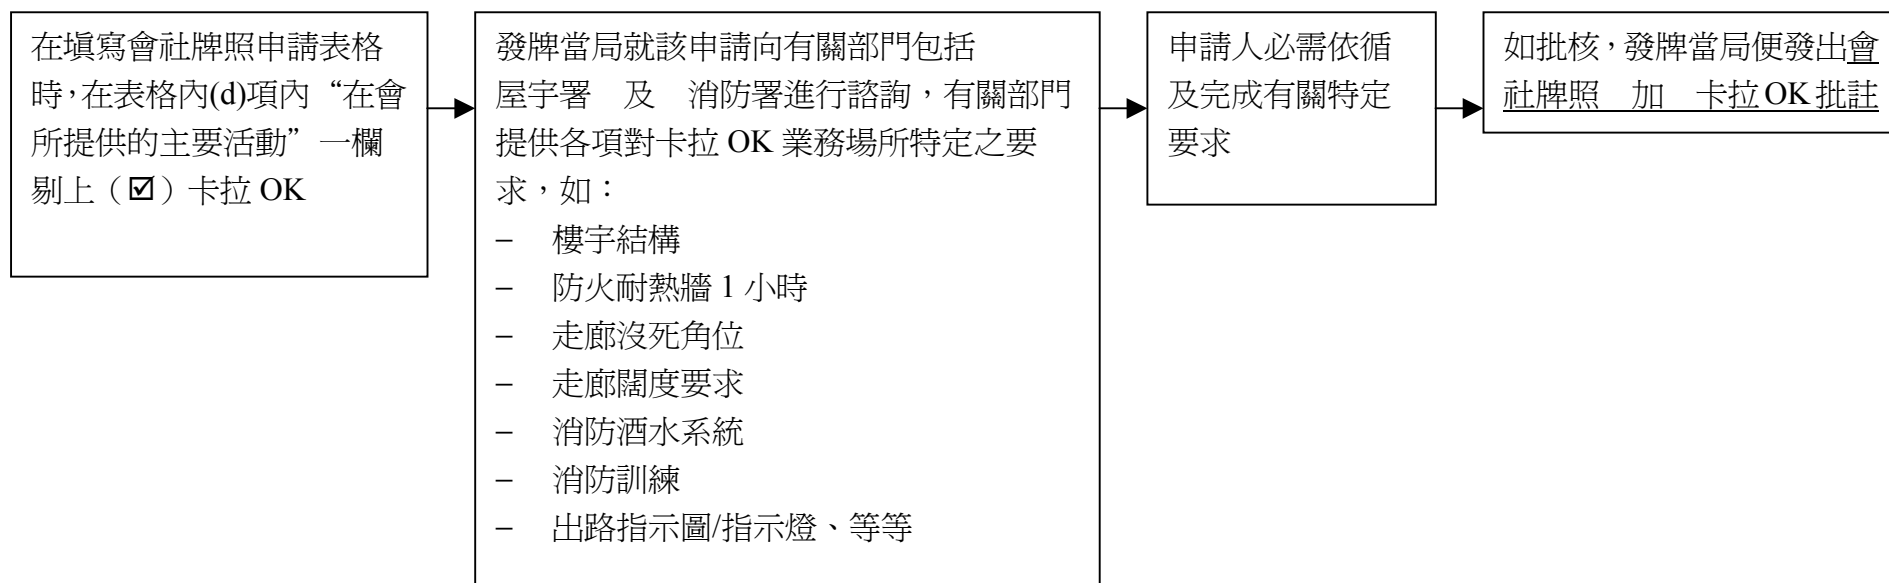 在塡寫會社牌照申請表格
時，在表格內(d)項內“在會
所提供的主要活動”一欄
剔上（☑）卡拉 OK
發牌當局就該申請向有關部門包括
屋宇署　及　消防署進行諮詢，有關部門
提供各項對卡拉 OK 業務場所特定之要
求，如：
– 樓宇結構
– 防火耐熱牆 1 小時
– 走廊沒死角位
– 走廊闊度要求
– 消防酒水系統
– 消防訓練
– 出路指示圖/指示燈、等等
申請人必需依循
及完成有關特定
要求
如批核，發牌當局便發出會
社牌照　加　卡拉 OK 批註